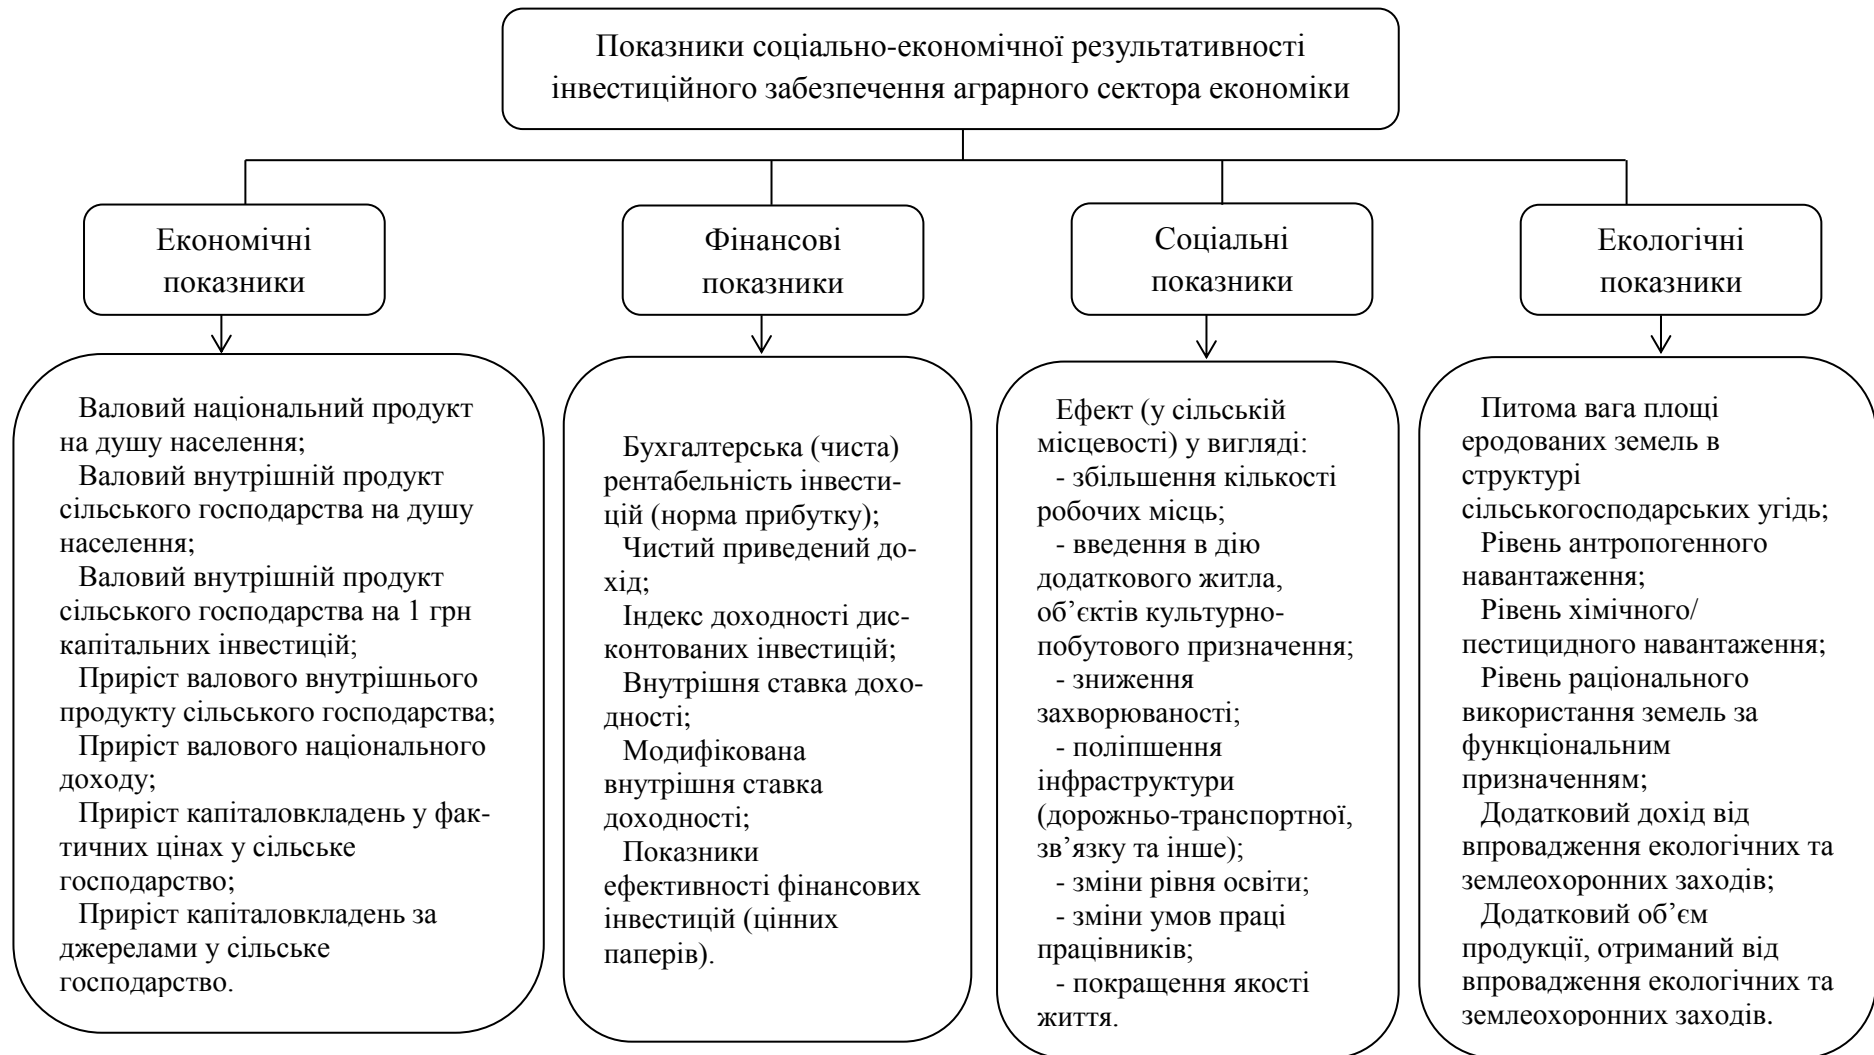 Показники соціально-економічної результативності
інвестиційного забезпечення аграрного сектора економіки
Економічні
показники
Фінансові
показники
Соціальні
показники
Екологічні
показники
Валовий національний продукт
на душу населення;
Валовий внутрішній продукт
сільського господарства на душу
населення;
Валовий внутрішній продукт
сільського господарства на 1 грн
капітальних інвестицій;
Приріст валового внутрішнього
продукту сільського господарства;
Приріст валового національного
доходу;
Приріст капіталовкладень у фак-
тичних цінах у сільське
господарство;
Приріст капіталовкладень за
джерелами у сільське
господарство.
Бухгалтерська (чиста)
рентабельність інвести-
цій (норма прибутку);
Чистий приведений до-
хід;
Індекс доходності дис-
контованих інвестицій;
Внутрішня ставка дохо-
дності;
Модифікована
внутрішня ставка
доходності;
Показники
ефективності фінансових
інвестицій (цінних
паперів).
Ефект (у сільській
місцевості) у вигляді:
- збільшення кількості
робочих місць;
- введення в дію
додаткового житла,
об’єктів культурно-
побутового призначення;
- зниження
захворюваності;
- поліпшення
інфраструктури
(дорожньо-транспортної,
зв’язку та інше);
- зміни рівня освіти;
- зміни умов праці
працівників;
- покращення якості
життя.
Питома вага площі
еродованих земель в
структурі
сільськогосподарських угідь;
Рівень антропогенного
навантаження;
Рівень хімічного/
пестицидного навантаження;
Рівень раціонального
використання земель за
функціональним
призначенням;
Додатковий дохід від
впровадження екологічних та
землеохоронних заходів;
Додатковий об’єм
продукції, отриманий від
впровадження екологічних та
землеохоронних заходів.